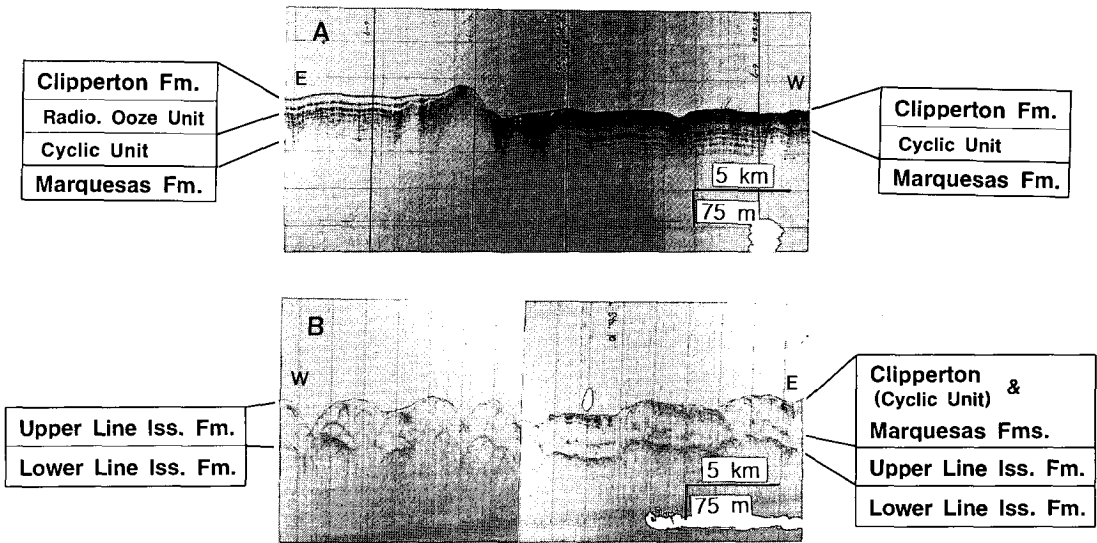 A
E
W
Clipperton Fm.
Radio. Ooze Unit
Cyclic Unit
Marquesas Fm.
Clipperton Fm.
Cyclic Unit
Marquesas Fm.
5 km
75 m
B
W
E
Upper Line Iss. Fm.
Lower Line Iss. Fm.
Clipperton &
(Cyclic Unit)
Marquesas Fms.
Upper Line Iss. Fm.
Lower Line Iss. Fm.
5 km
75 m